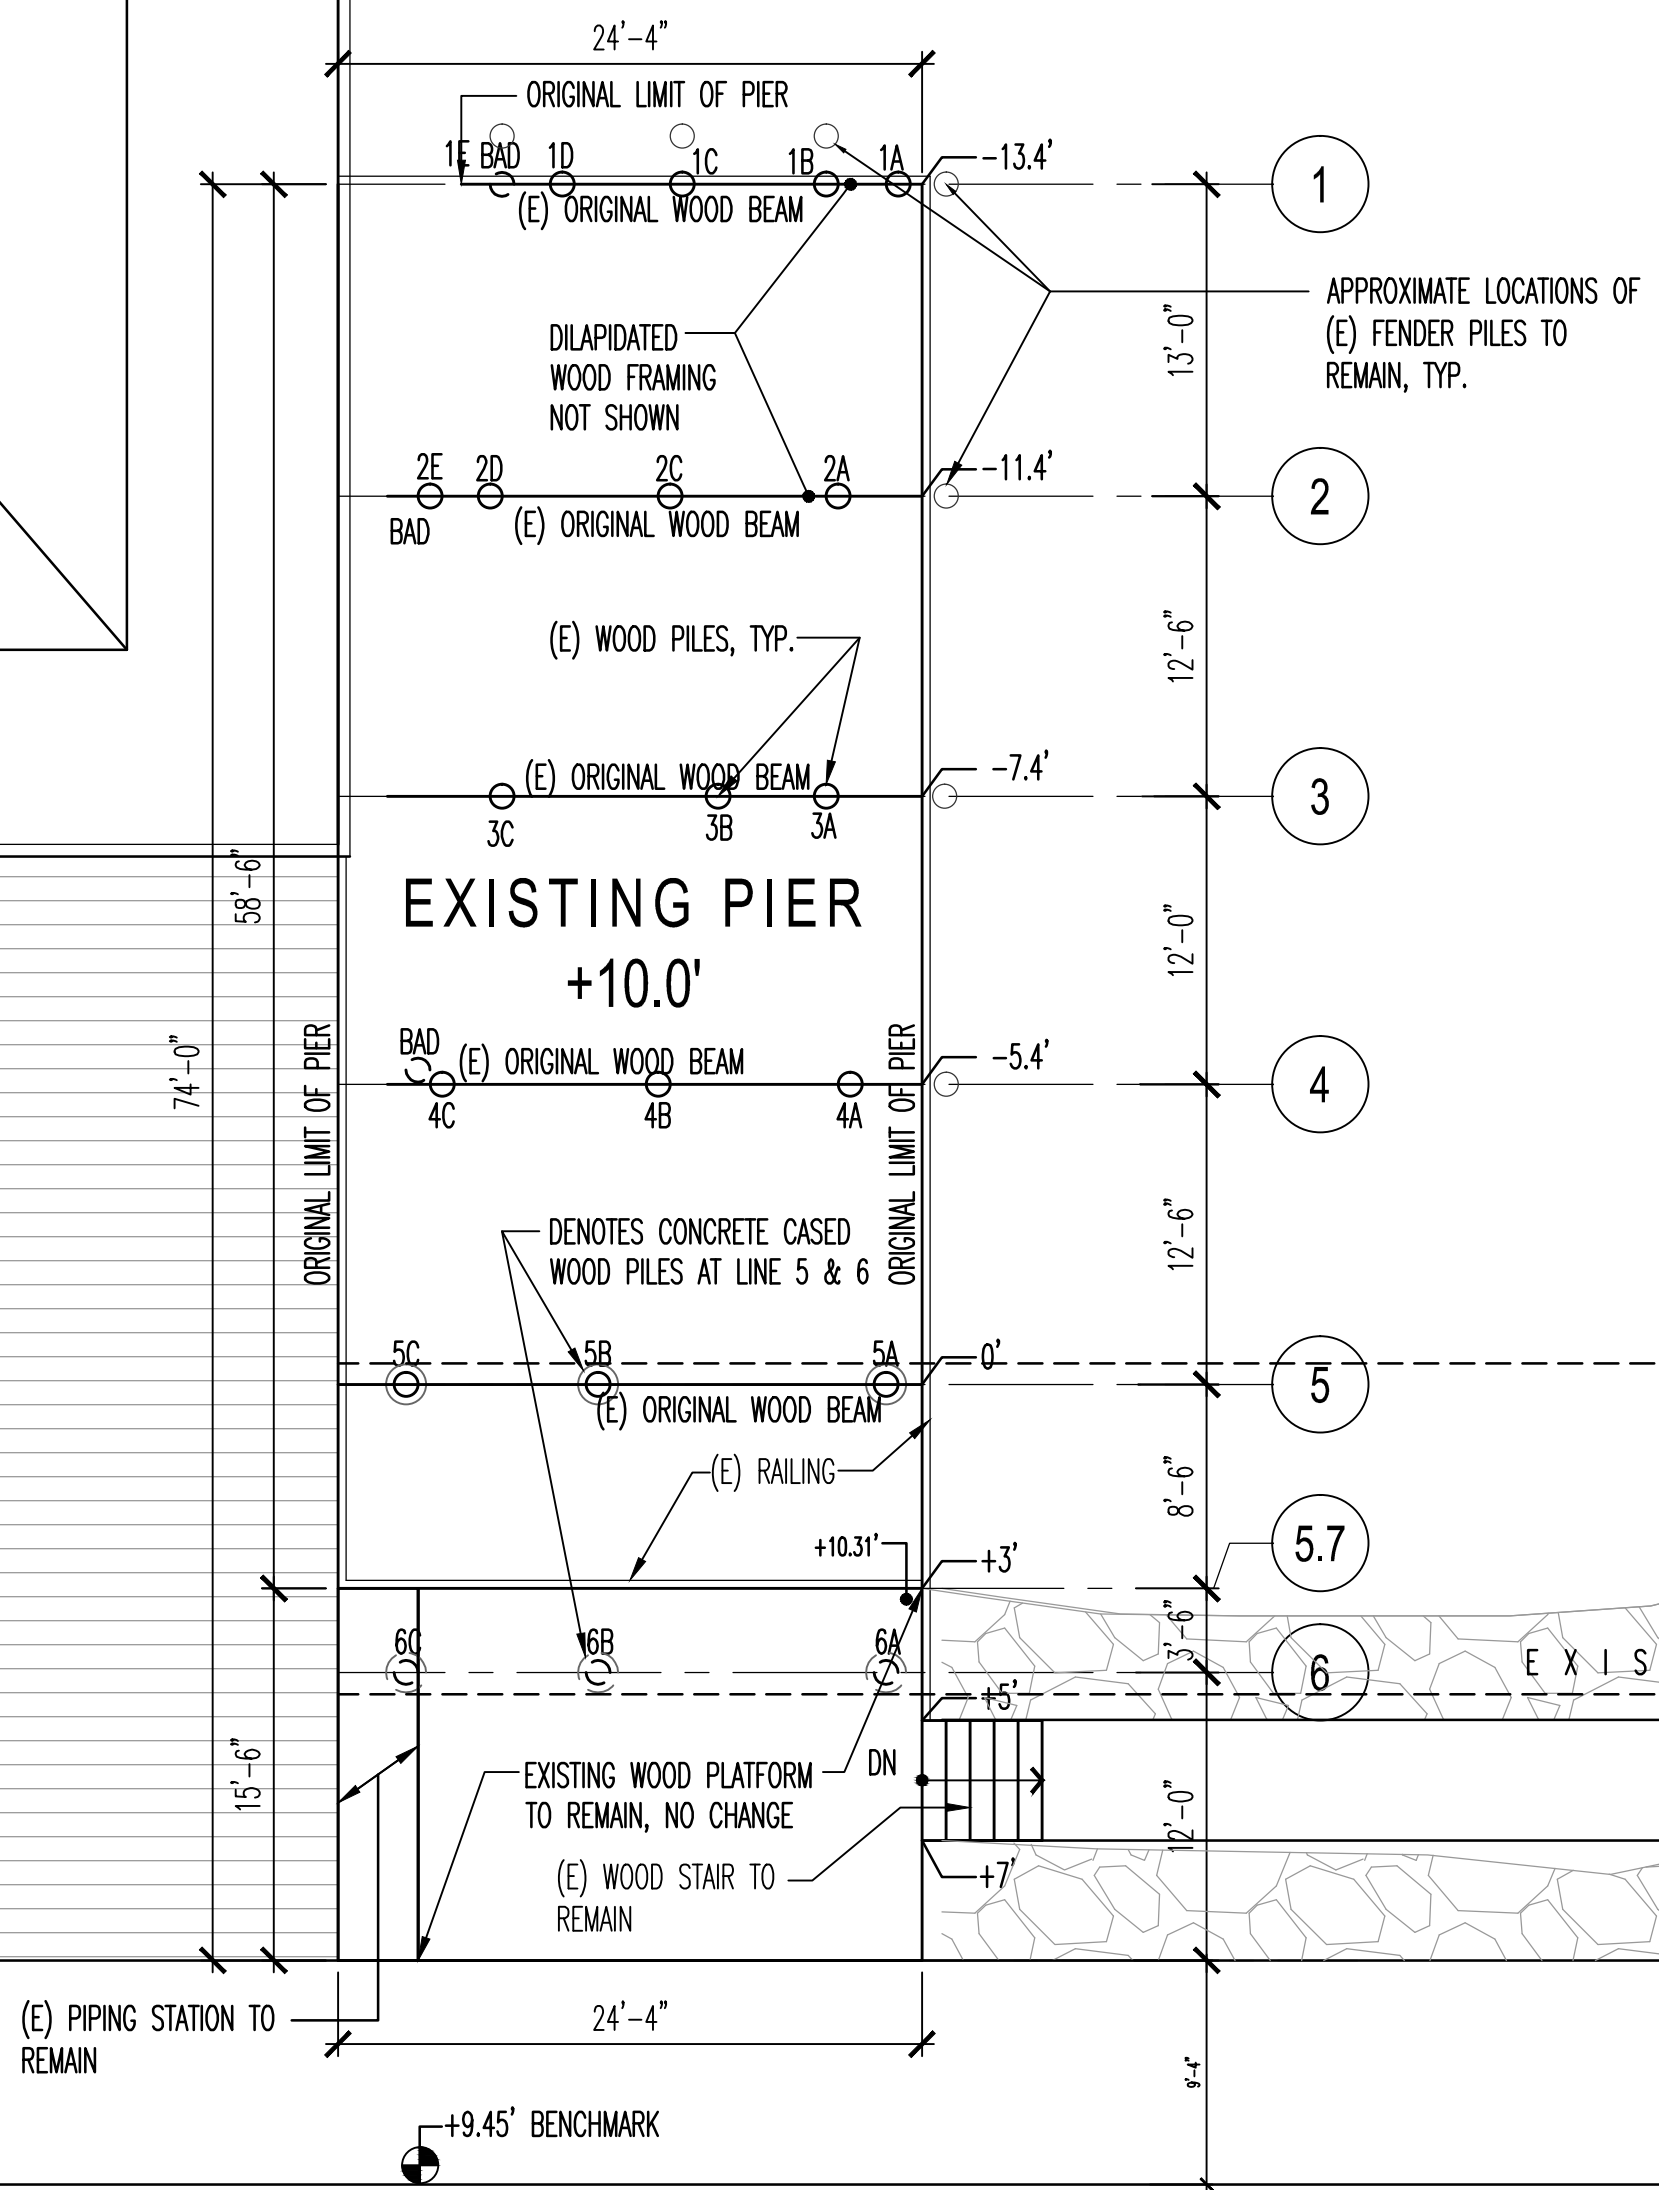 24'-4"
ORIGINAL LIMIT OF PIER
1E BAD 1D 1C 1B 1A -13.4' 1
(E) ORIGINAL WOOD BEAM
APPROXIMATE LOCATIONS OF
(E) FENDER PILES TO
REMAIN, TYP.
DILAPIDATED
WOOD FRAMING
NOT SHOWN
13'-0"
2E 2D 2C 2A -11.4' 2
BAD (E) ORIGINAL WOOD BEAM
(E) WOOD PILES, TYP.
12'-6"
(E) ORIGINAL WOOD BEAM -7.4' 3
3C 3B 3A
58'-6"
EXISTING PIER
+10.0'
12'-0"
74'-0"
BAD (E) ORIGINAL WOOD BEAM -5.4' 4
4C 4B 4A
ORIGINAL LIMIT OF PIER
ORIGINAL LIMIT OF PIER
DENOTES CONCRETE CASED
WOOD PILES AT LINE 5 & 6
12'-6"
5C 5B 5A 0' 5
(E) ORIGINAL WOOD BEAM
(E) RAILING
8'-6"
+10.31' +3' 5.7
3'-6"
6C 6B 6A 6 EXIS
+5'
15'-6"
EXISTING WOOD PLATFORM
TO REMAIN, NO CHANGE
DN
12'-0"
(E) WOOD STAIR TO
REMAIN
+7'
(E) PIPING STATION TO
REMAIN
24'-4"
9'-4"
+9.45' BENCHMARK